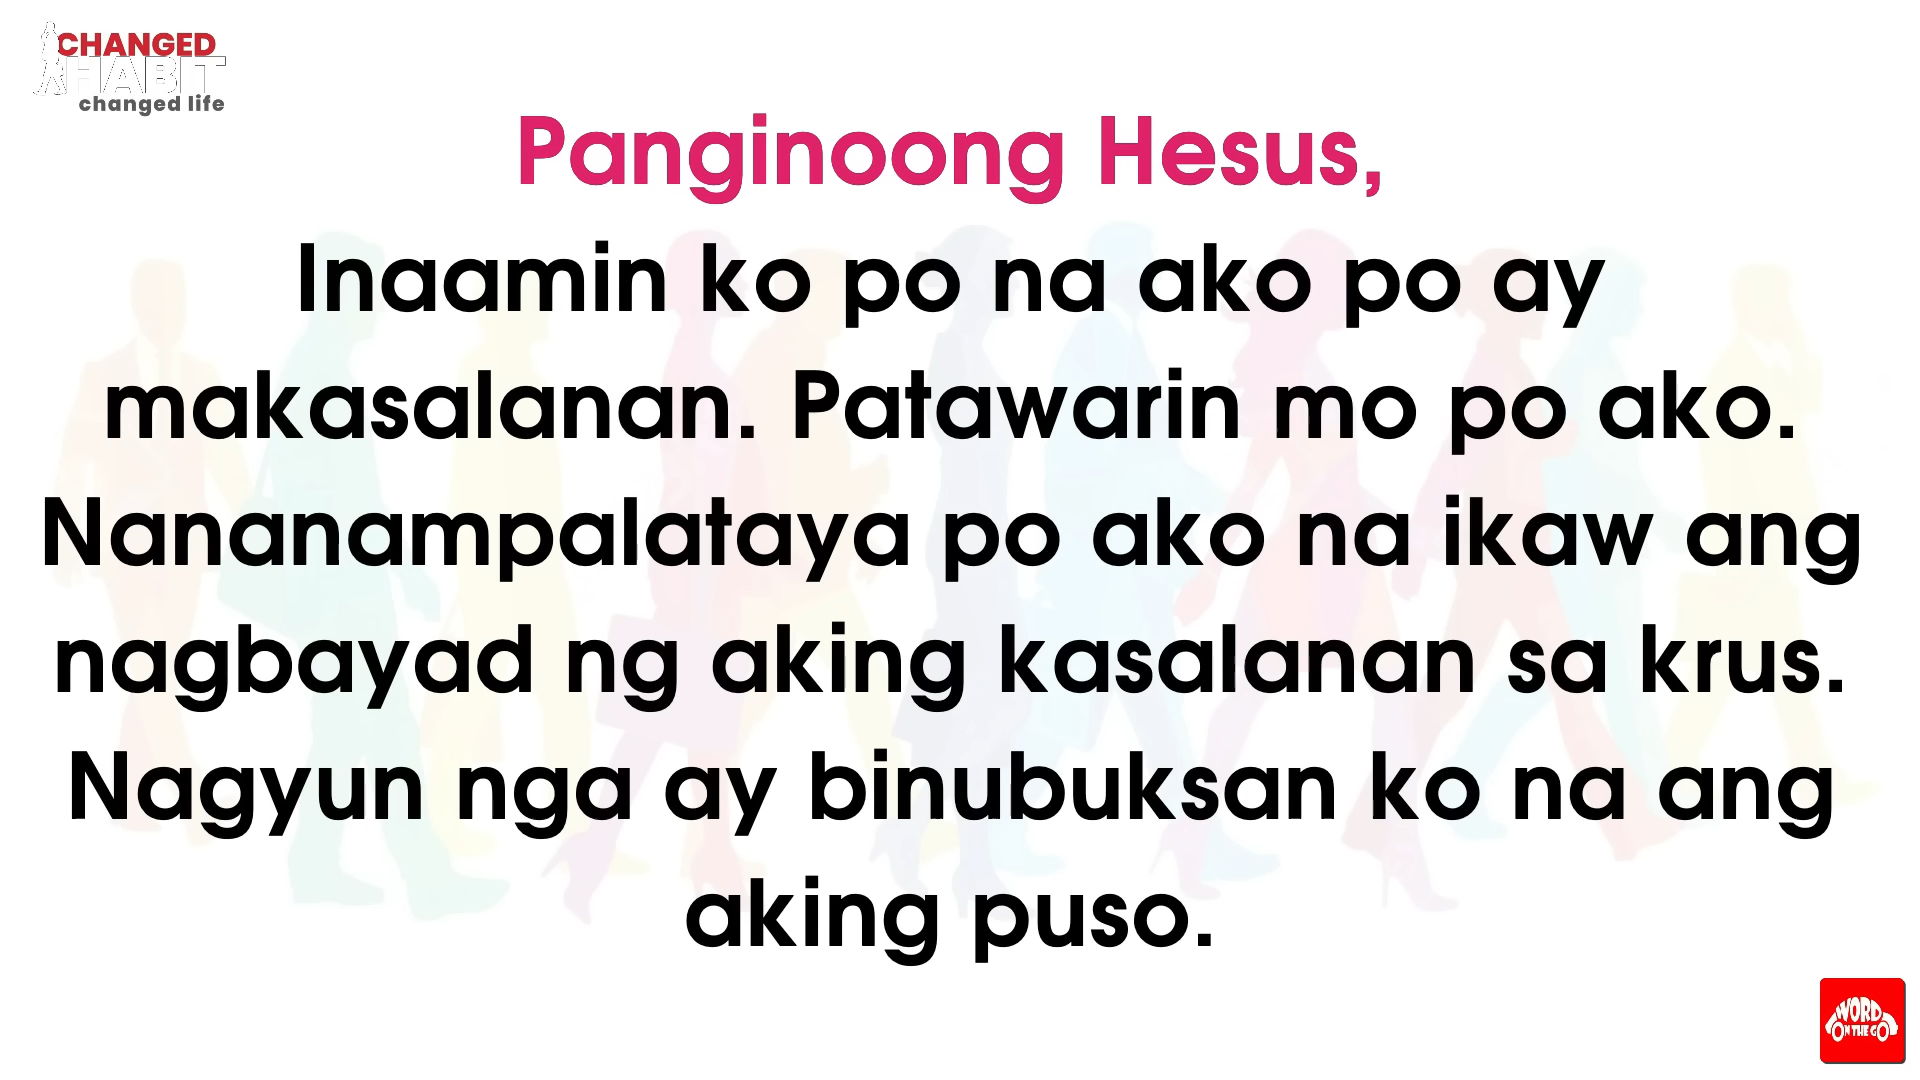 CHANGED
HABIT
changed life
Panginoong Hesus,
Inaamin ko po na ako po ay
makasalanan. Patawarin mo po ako.
Nananampalataya po ako na ikaw ang
nagbayad ng aking kasalanan sa krus.
Nagyun nga ay binubuksan ko na ang
aking puso.
WORD
ON THE GO